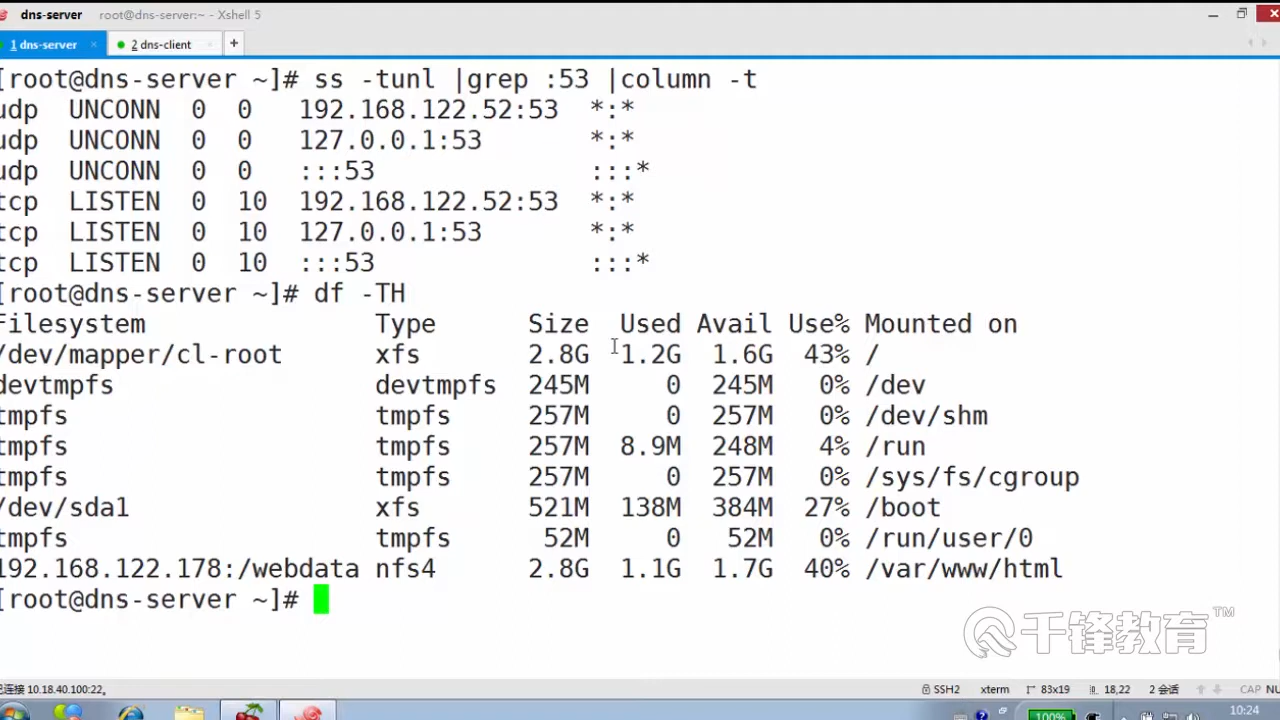 dns-server root@dns-server:~ - Xshell 5
1 dns-server 2 dns-client +
[root@dns-server ~]# ss -tunl |grep :53 |column -t
udp UNCONN 0 0 192.168.122.52:53 *:*
udp UNCONN 0 0 127.0.0.1:53 *:*
udp UNCONN 0 0 :::53 :::*
tcp LISTEN 0 10 192.168.122.52:53 *:*
tcp LISTEN 0 10 127.0.0.1:53 *:*
tcp LISTEN 0 10 :::53 :::*
[root@dns-server ~]# df -TH
Filesystem Type Size Used Avail Use% Mounted on
/dev/mapper/cl-root xfs 2.8G 1.2G 1.6G 43% /
devtmpfs devtmpfs 245M 0 245M 0% /dev
tmpfs tmpfs 257M 0 257M 0% /dev/shm
tmpfs tmpfs 257M 8.9M 248M 4% /run
tmpfs tmpfs 257M 0 257M 0% /sys/fs/cgroup
/dev/sda1 xfs 521M 138M 384M 27% /boot
tmpfs tmpfs 52M 0 52M 0% /run/user/0
192.168.122.178:/webdata nfs4 2.8G 1.1G 1.7G 40% /var/www/html
[root@dns-server ~]#
千锋教育™
已连接 10.18.40.100:22。 SSH2 xterm 83x19 18,22 2 会话 CAP NU
100% 10:24